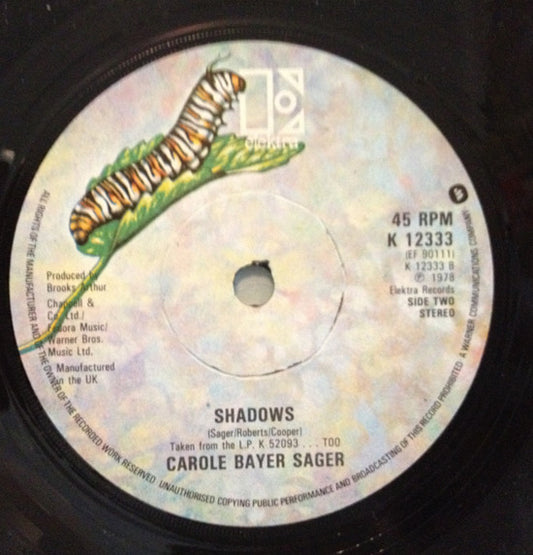 elektra
45 RPM
K 12333
(EF 90111)
K 12333 B
℗ 1978
Elektra Records
SIDE TWO
STEREO
Produced by
Brooks Arthur
Chappell &
Co. Ltd./
Fedora Music/
Warner Bros.
Music Ltd.
Manufactured
in the UK
SHADOWS
(Sager/Roberts/Cooper)
Taken from the L.P. K 52093 . . . TOO
CAROLE BAYER SAGER
ALL RIGHTS OF THE MANUFACTURER AND OF THE OWNER OF THE RECORDED WORK RESERVED UNAUTHORISED COPYING PUBLIC PERFORMANCE AND BROADCASTING OF THIS RECORD PROHIBITED A WARNER COMMUNICATIONS COMPANY